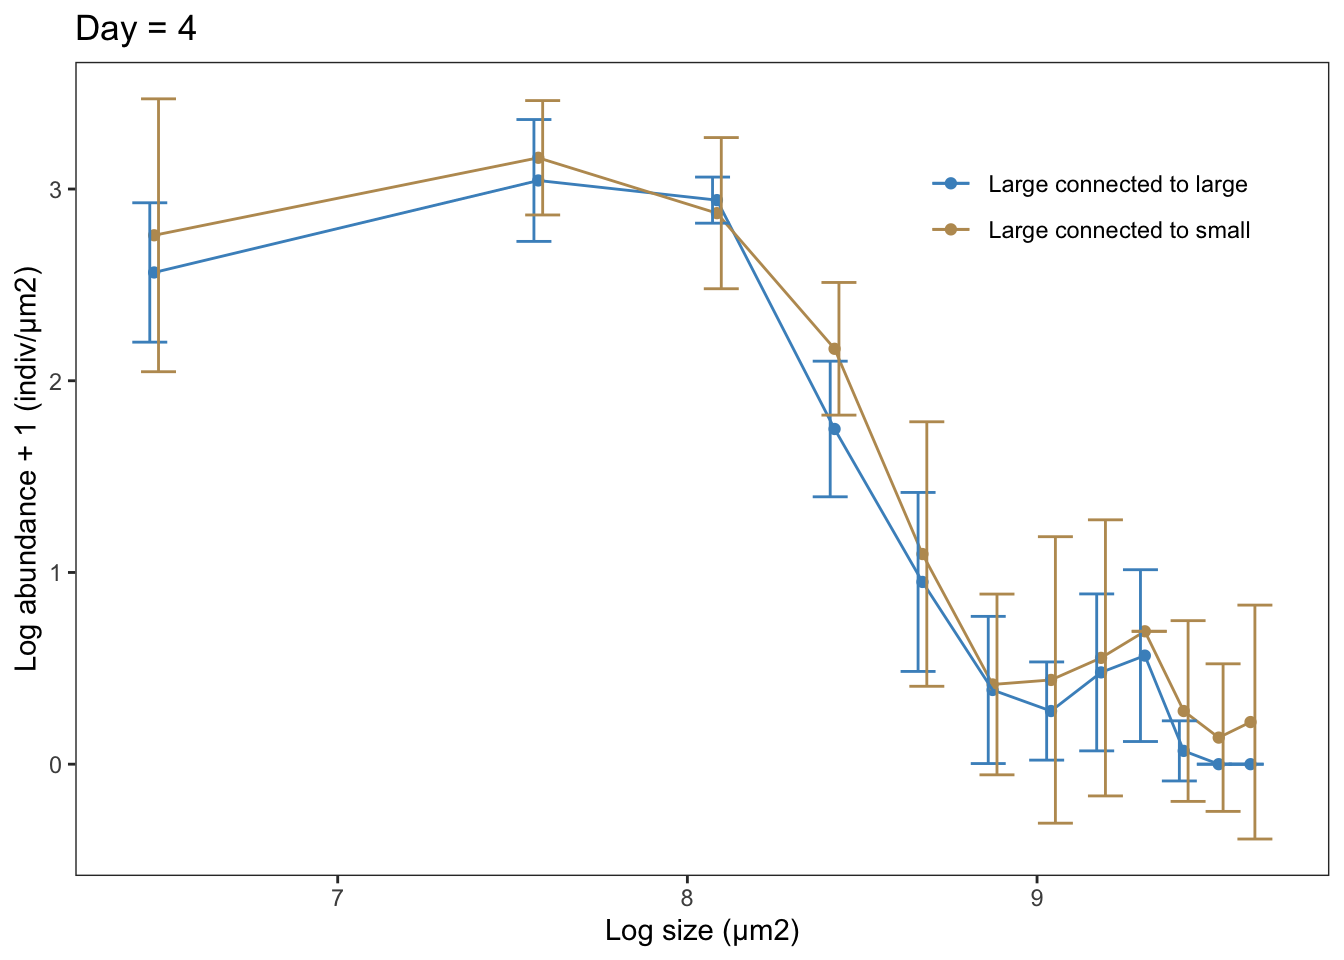 Day = 4
Log abundance + 1 (indiv/µm2)
3
2
1
0
Large connected to large
Large connected to small
7 8 9
Log size (µm2)